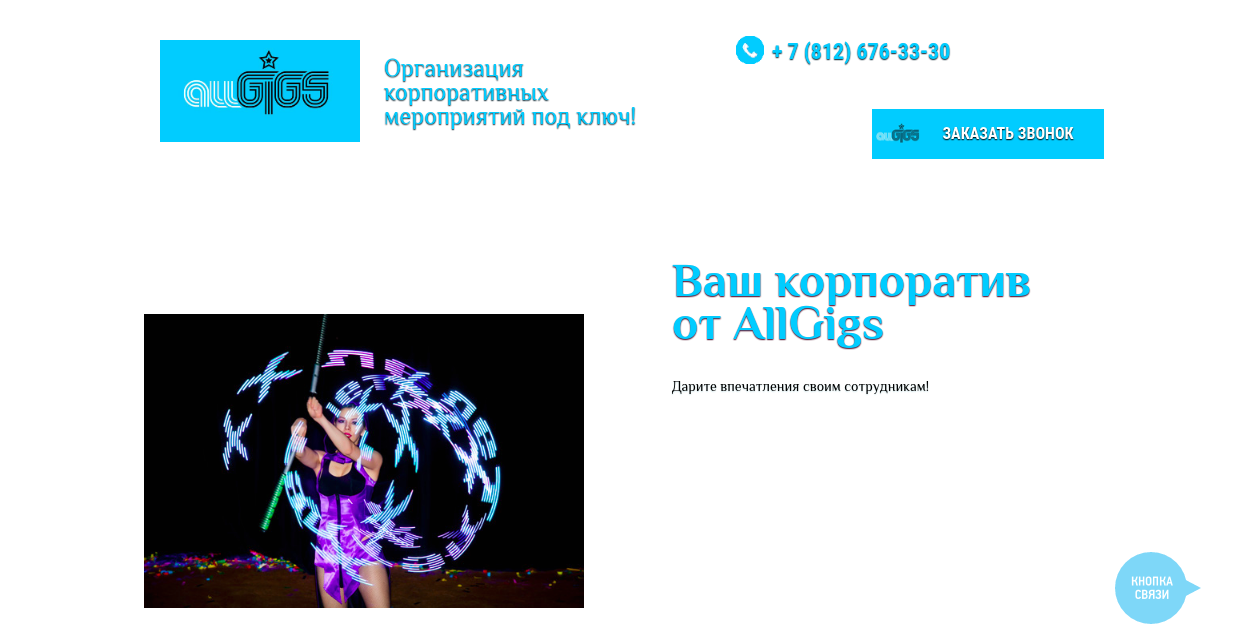 allGIGS
Организация
корпоративных
мероприятий под ключ!
+ 7 (812) 676-33-30
allGIGS
ЗАКАЗАТЬ ЗВОНОК
Ваш корпоратив
от AllGigs
Дарите впечатления своим сотрудникам!
КНОПКА
СВЯЗИ